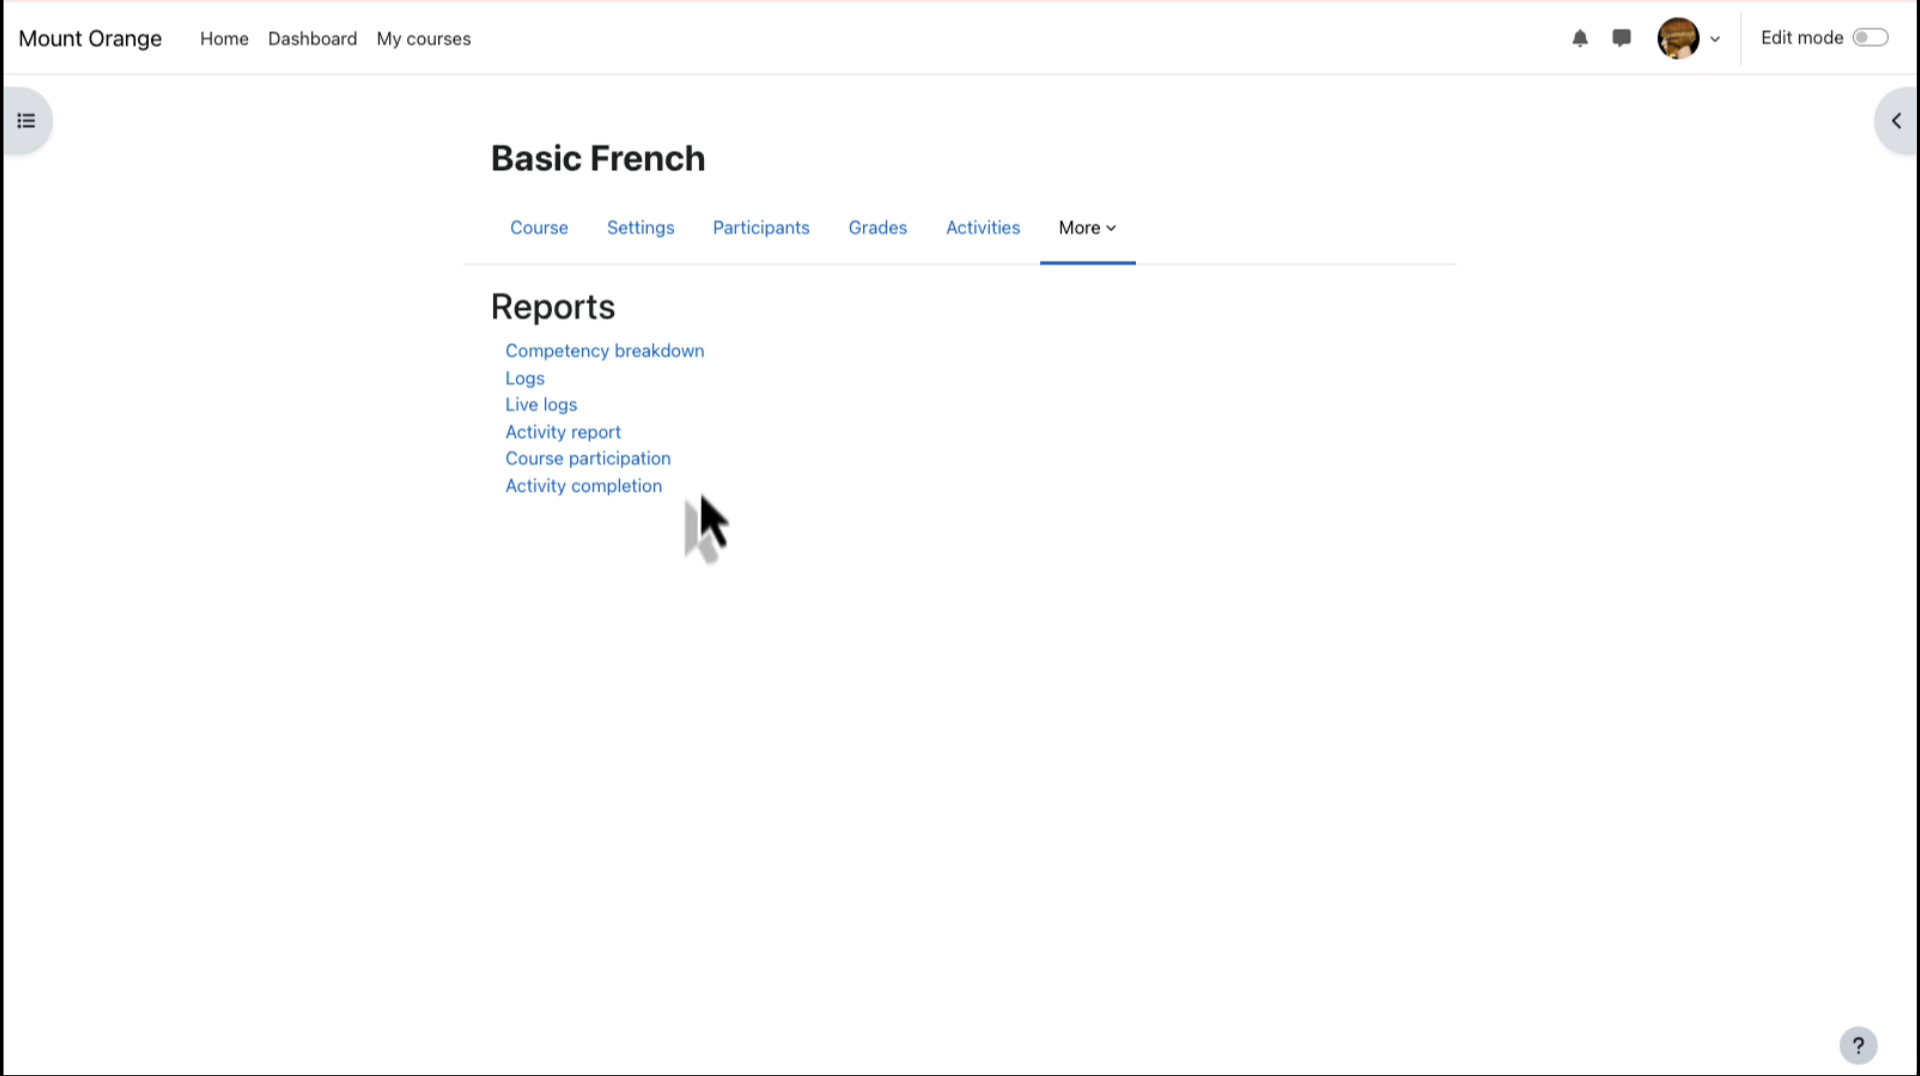 Mount Orange Home Dashboard My courses Edit mode
Basic French
Course Settings Participants Grades Activities More
Reports
Competency breakdown
Logs
Live logs
Activity report
Course participation
Activity completion
?